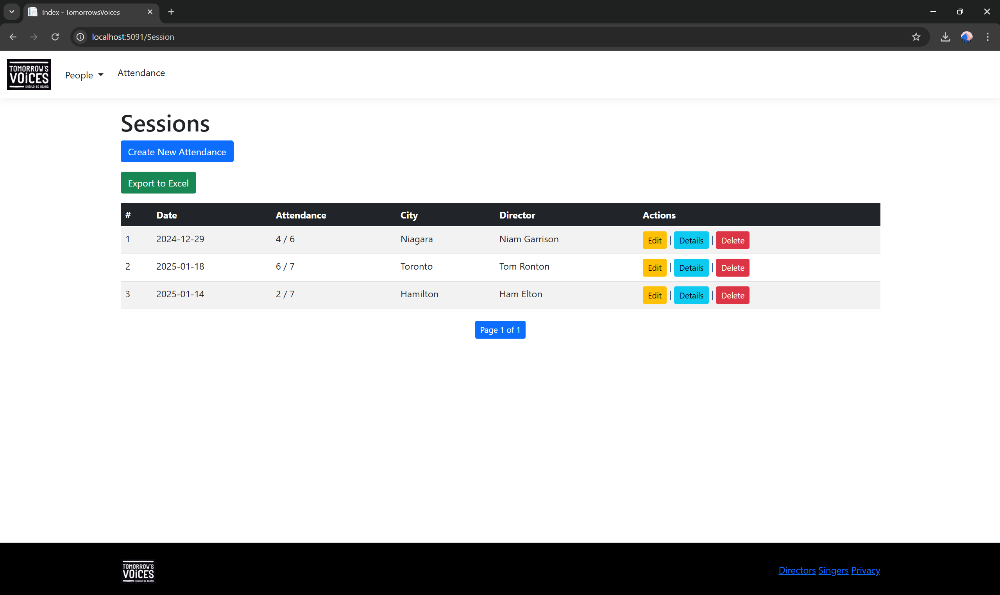 Index - TomorrowsVoices
localhost:5091/Session
TOMORROW'S
VOiCES
SHOULD BE HEARD.
People
Attendance
Sessions
Create New Attendance
Export to Excel
# Date Attendance City Director Actions
1 2024-12-29 4 / 6 Niagara Niam Garrison Edit | Details | Delete
2 2025-01-18 6 / 7 Toronto Tom Ronton Edit | Details | Delete
3 2025-01-14 2 / 7 Hamilton Ham Elton Edit | Details | Delete
Page 1 of 1
TOMORROW'S
VOiCES
SHOULD BE HEARD.
Directors Singers Privacy